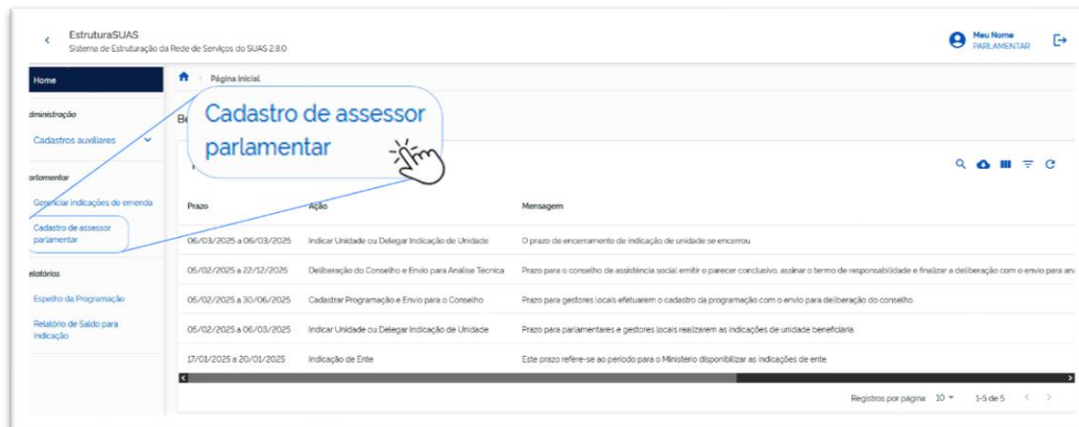 EstruturaSUAS
Sistema de Estruturação da Rede de Serviços do SUAS 2.8.0
Meu Nome
PARLAMENTAR
Home
Página Inicial
dministração
Cadastros auxiliares
Be
Cadastro de assessor
parlamentar
arlamentar
Gerenciar indicações de emenda
Cadastro de assessor
parlamentar
elatórios
Espelho da Programação
Relatório de Saldo para
Indicação
Prazo Ação Mensagem
06/03/2025 a 06/03/2025 Indicar Unidade ou Delegar Indicação de Unidade O prazo de encerramento de indicação de unidade se encerrou
05/02/2025 a 22/12/2025 Deliberação do Conselho e Envio para Analise Tecnica Prazo para o conselho de assistência social emitir o parecer conclusivo, assinar o termo de responsabilidade e finalizar a deliberação com o envio para aná
05/02/2025 a 30/06/2025 Cadastrar Programação e Envio para o Conselho Prazo para gestores locais efetuarem o cadastro da programação com o envio para deliberação do conselho.
05/02/2025 a 06/03/2025 Indicar Unidade ou Delegar Indicação de Unidade Prazo para parlamentares e gestores locais realizarem as indicações de unidade beneficiária
17/01/2025 a 20/01/2025 Indicação de Ente Este prazo refere-se ao período para o Ministério disponibilizar as indicações de ente
Registros por página: 10 1-5 de 5